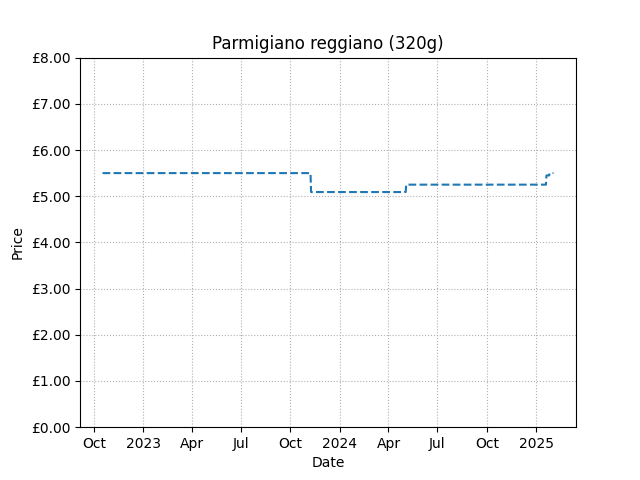 Parmigiano reggiano (320g)
£8.00
£7.00
£6.00
£5.00
£4.00
£3.00
£2.00
£1.00
£0.00
Price
Oct 2023 Apr Jul Oct 2024 Apr Jul Oct 2025
Date